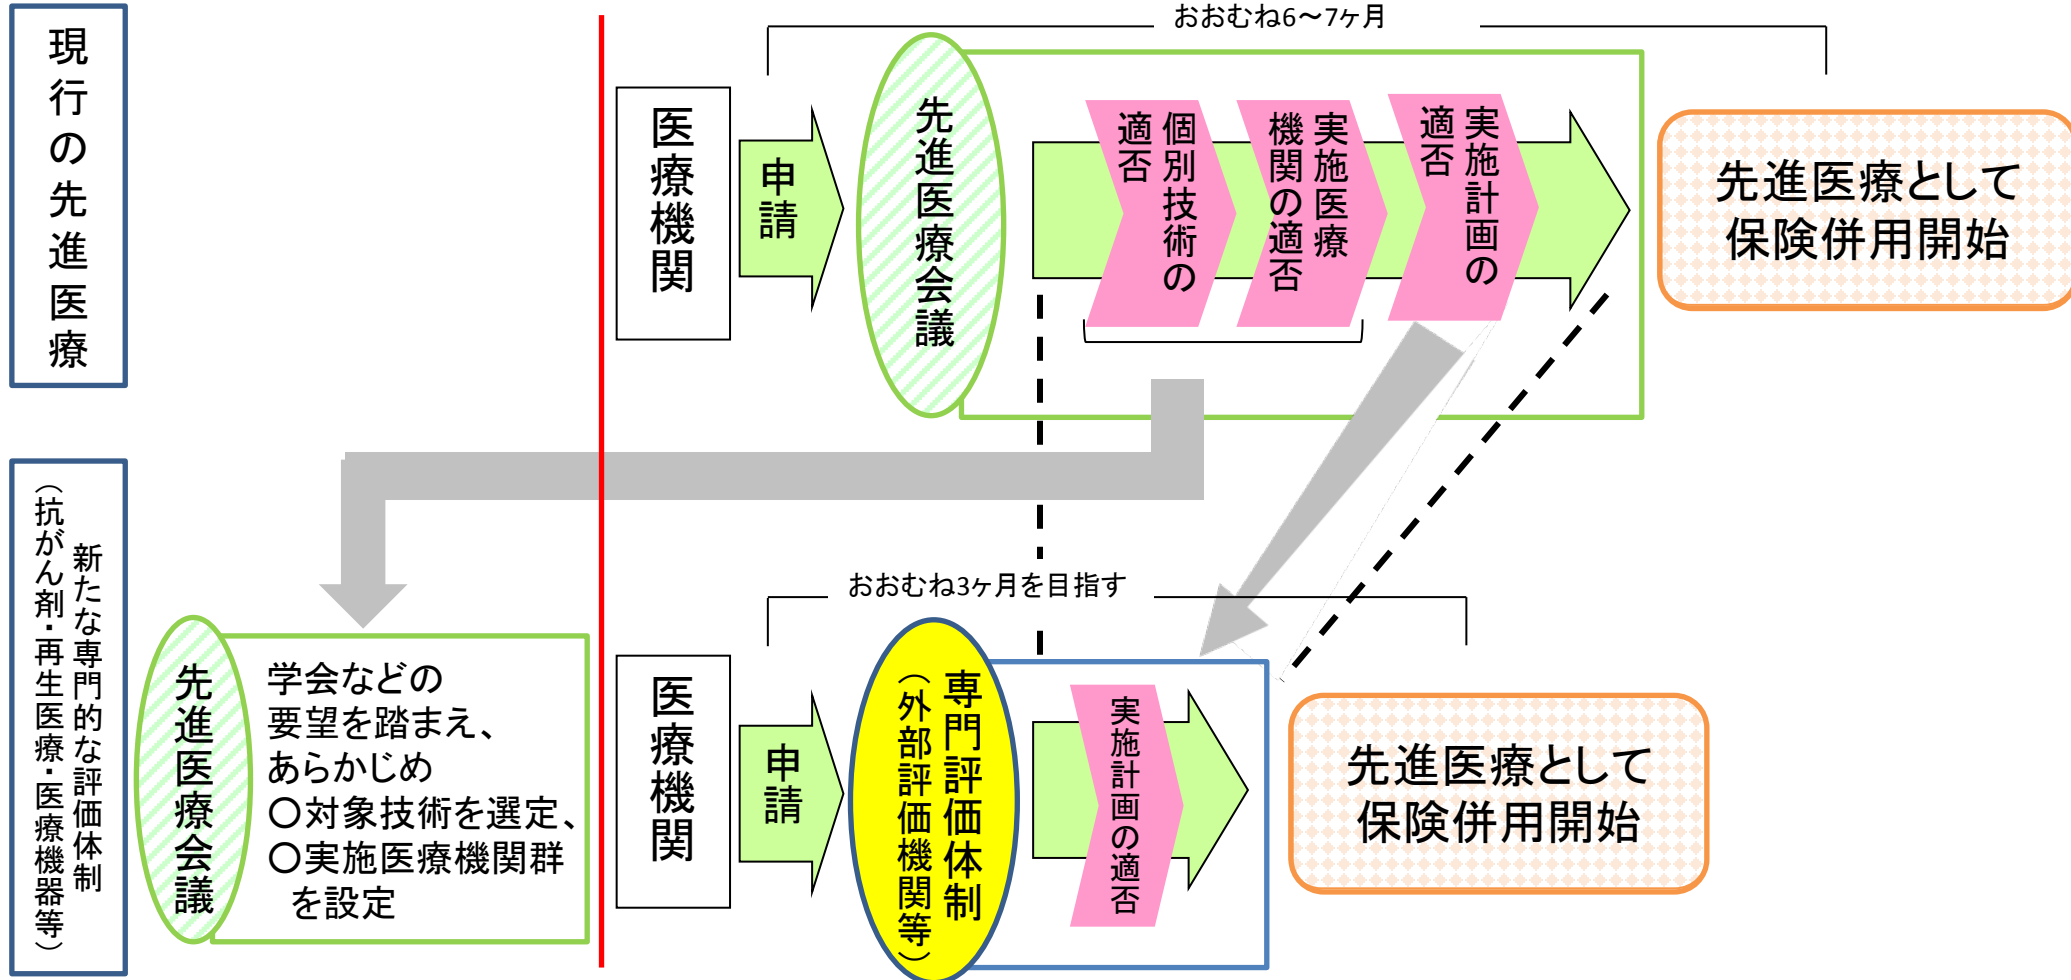 現行の先進医療
おおむね6～7ヶ月
医療機関
申請
先進医療会議
個別技術の
適否
実施医療
機関の適否
実施計画の
適否
先進医療として
保険併用開始
新たな専門的な評価体制
（抗がん剤・再生医療・医療機器等）
先進医療会議
学会などの
要望を踏まえ、
あらかじめ
〇対象技術を選定、
〇実施医療機関群
を設定
おおむね3ヶ月を目指す
医療機関
申請
専門評価体制
（外部評価機関等）
実施計画の適否
先進医療として
保険併用開始